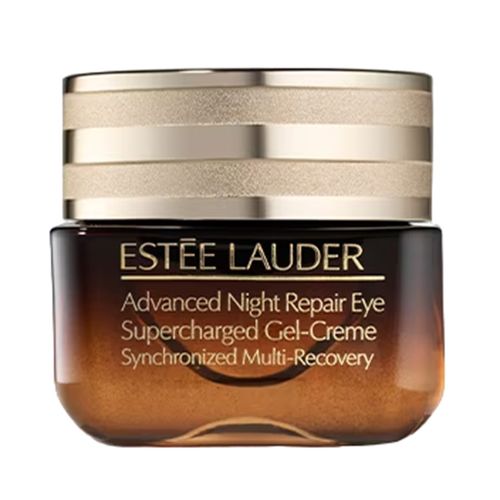 ESTĒE LAUDER
Advanced Night Repair Eye
Supercharged Gel-Creme
Synchronized Multi-Recovery